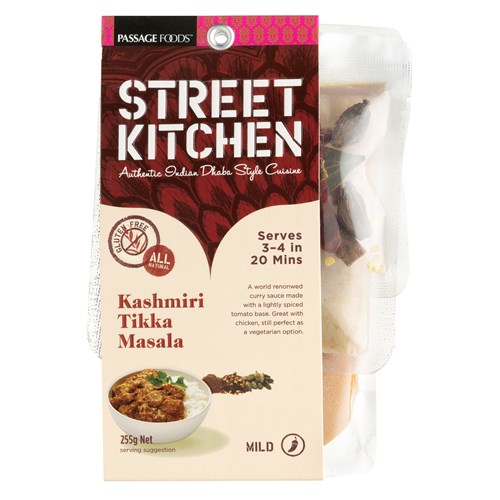 PASSAGE FOODS™
STREET
KITCHEN
Authentic Indian Dhaba Style Cuisine
GLUTEN FREE
ALL
NATURAL
Serves
3–4 in
20 Mins
Kashmiri
Tikka
Masala
A world renonwed
curry sauce made
with a lightly spiced
tomato base. Great with
chicken, still perfect as
a vegetarian option.
255g Net
serving suggestion
MILD